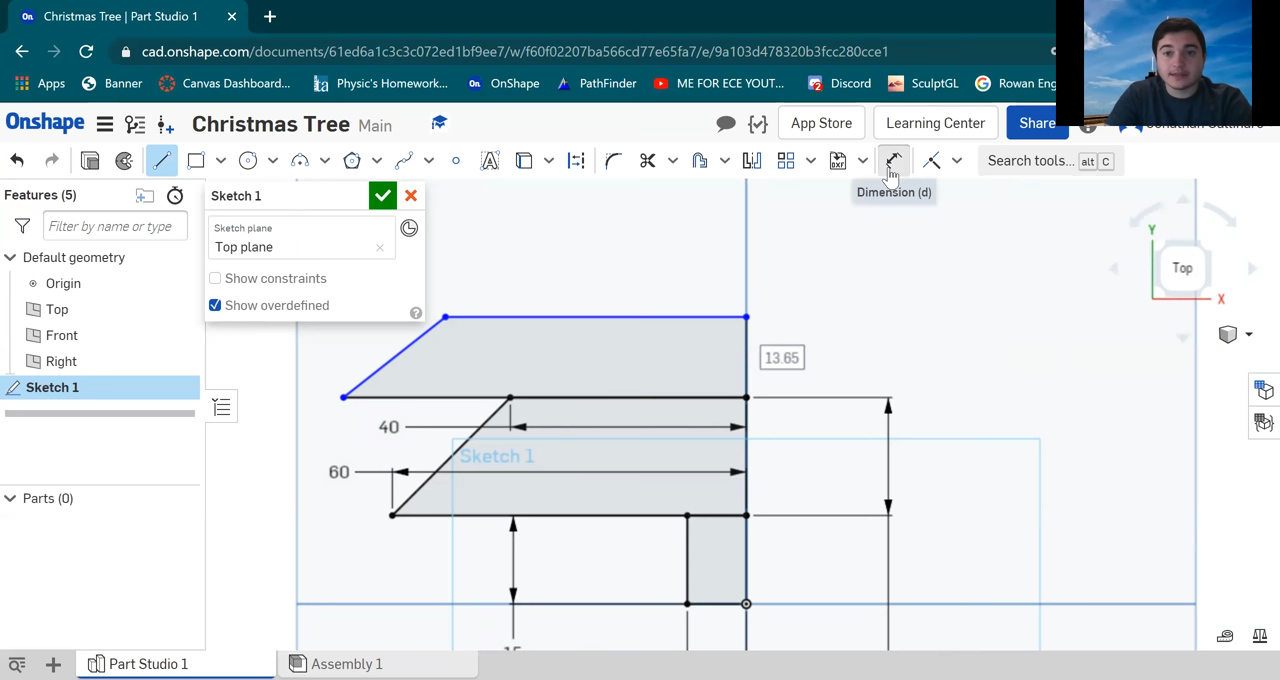 Christmas Tree | Part Studio 1
cad.onshape.com/documents/61ed6a1c3c3c072ed1bf9ee7/w/f60f02207ba566cd77e65fa7/e/9a103d478320b3fcc280cce1
Apps Banner Canvas Dashboard... Physic's Homework... OnShape PathFinder ME FOR ECE YOUT... Discord SculptGL Rowan Eng
Onshape Christmas Tree Main App Store Learning Center Share
Search tools... alt C
Features (5) Sketch 1 Dimension (d)
Filter by name or type Sketch plane
Top plane
Default geometry
Origin Show constraints
Top Show overdefined
Front
Right
Sketch 1
Top
Y
X
13.65
40
Sketch 1
60
15
Parts (0)
Part Studio 1 Assembly 1